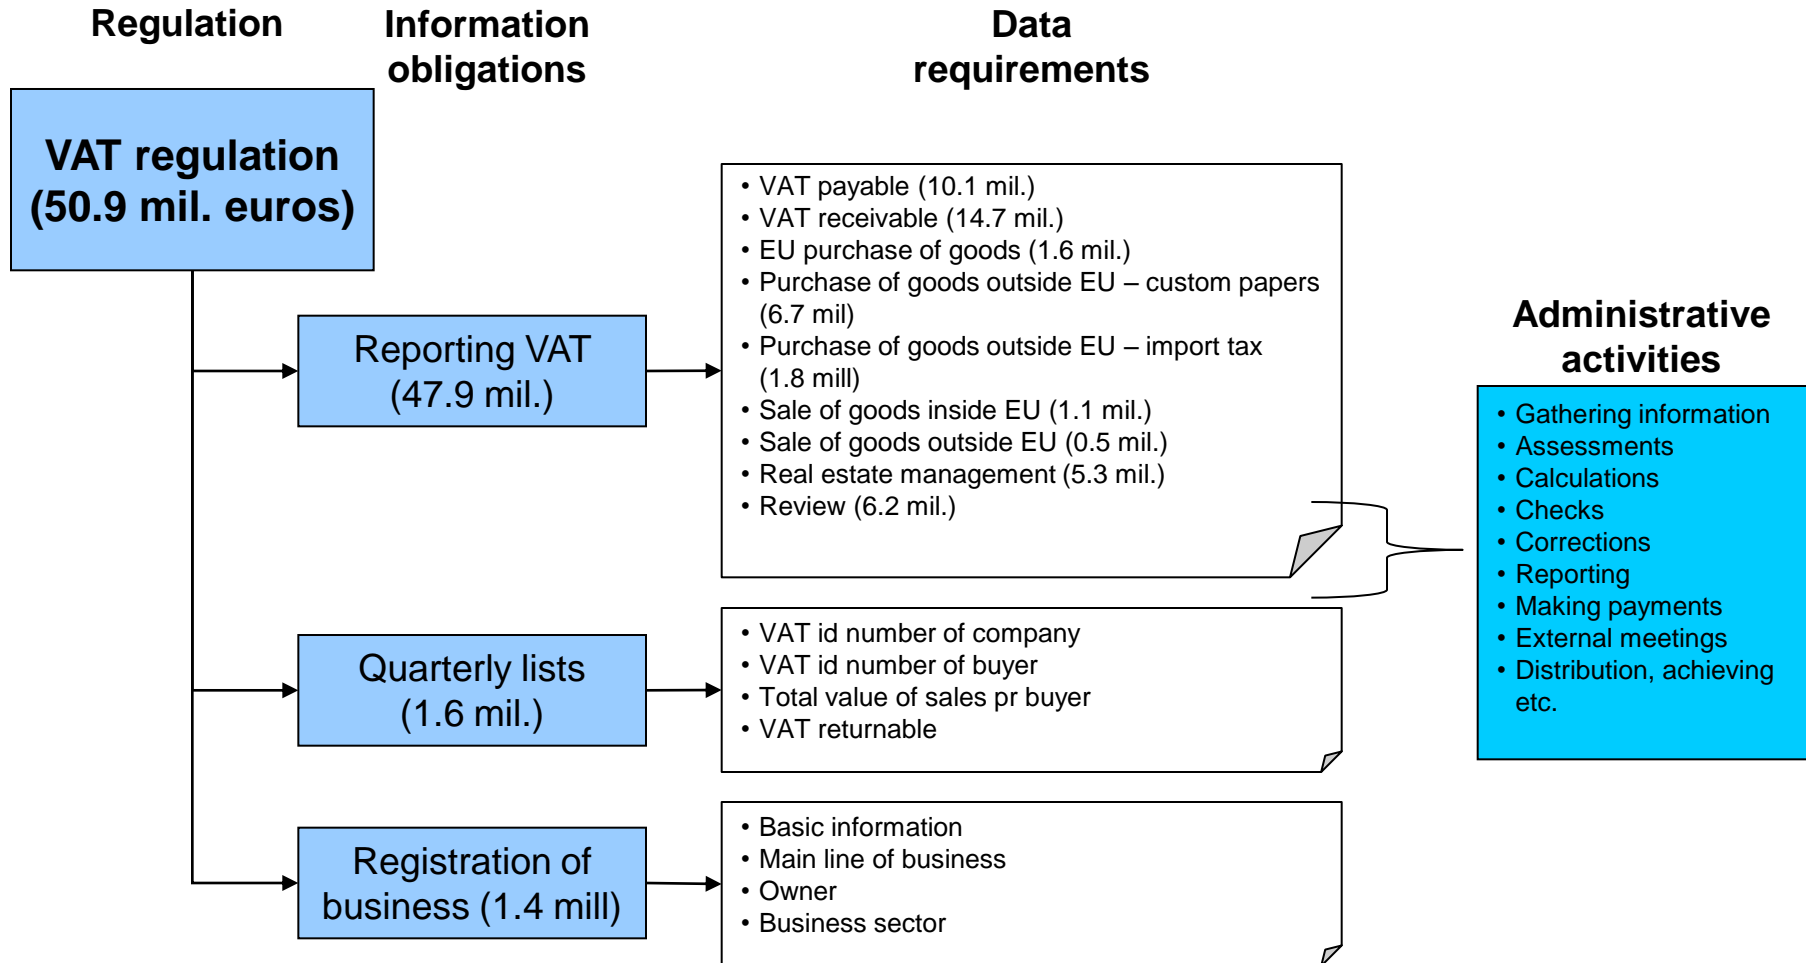 Regulation
Information
obligations
Data
requirements
VAT regulation
(50.9 mil. euros)
• VAT payable (10.1 mil.)
• VAT receivable (14.7 mil.)
• EU purchase of goods (1.6 mil.)
• Purchase of goods outside EU – custom papers
(6.7 mil)
• Purchase of goods outside EU – import tax
(1.8 mill)
• Sale of goods inside EU (1.1 mil.)
• Sale of goods outside EU (0.5 mil.)
• Real estate management (5.3 mil.)
• Review (6.2 mil.)
Reporting VAT
(47.9 mil.)
Administrative
activities
• Gathering information
• Assessments
• Calculations
• Checks
• Corrections
• Reporting
• Making payments
• External meetings
• Distribution, achieving
etc.
Quarterly lists
(1.6 mil.)
• VAT id number of company
• VAT id number of buyer
• Total value of sales pr buyer
• VAT returnable
Registration of
business (1.4 mill)
• Basic information
• Main line of business
• Owner
• Business sector